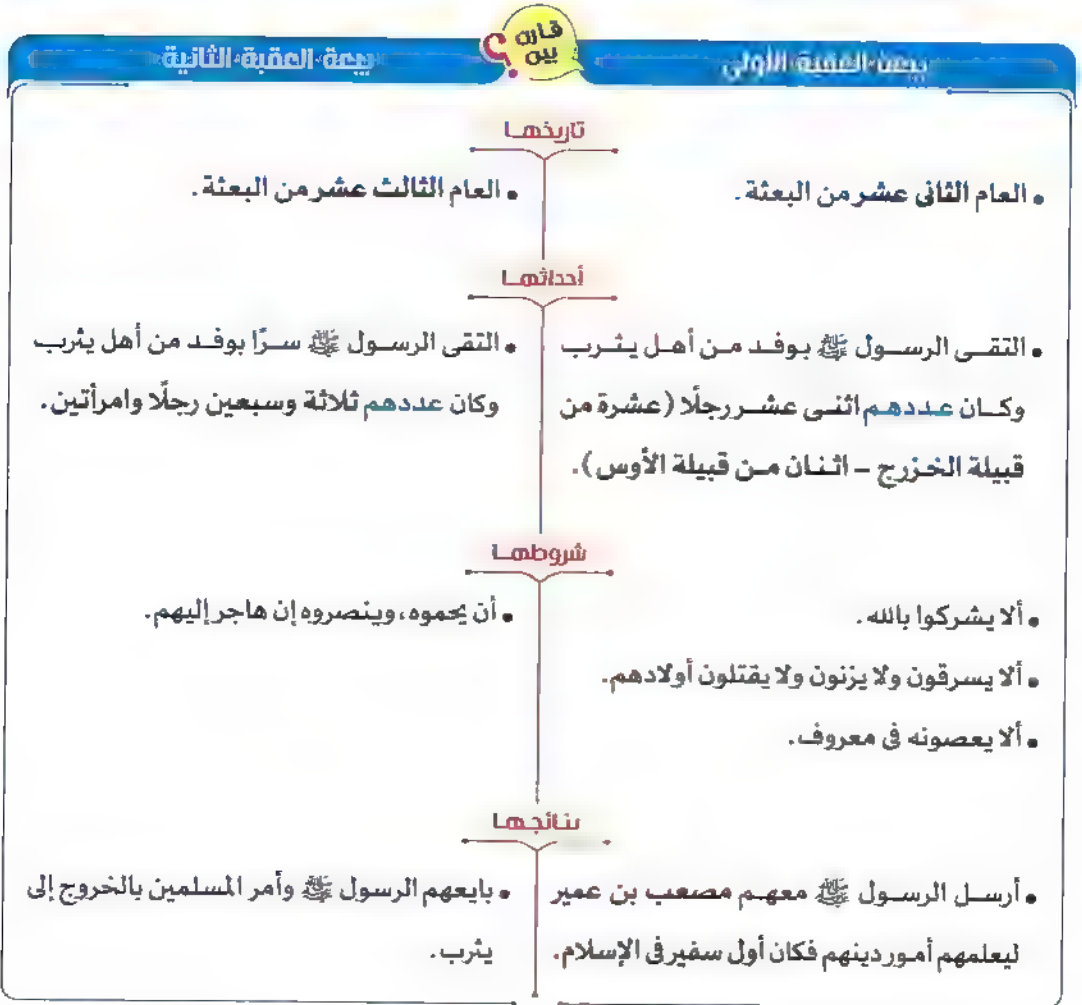 بيعة العقبة الأولى
قارن
بين
؟
بيعة العقبة الثانية
تاريخها
• العام الثانى عشر من البعثة.
• العام الثالث عشر من البعثة.
أحداثها
• التقى الرسول ﷺ بوفد من أهل يثرب
وكان عددهم اثنى عشر رجلًا (عشرة من
قبيلة الخزرج – اثنان من قبيلة الأوس).
• التقى الرسول ﷺ سرًا بوفد من أهل يثرب
وكان عددهم ثلاثة وسبعين رجلًا وامرأتين.
شروطها
• ألا يشركوا بالله.
• ألا يسرقون ولا يزنون ولا يقتلون أولادهم.
• ألا يعصونه فى معروف.
• أن يحموه، وينصروه إن هاجر إليهم.
نتائجها
• أرسل الرسول ﷺ معهم مصعب بن عمير
ليعلمهم أمور دينهم فكان أول سفير فى الإسلام.
• بايعهم الرسول ﷺ وأمر المسلمين بالخروج إلى
يثرب.